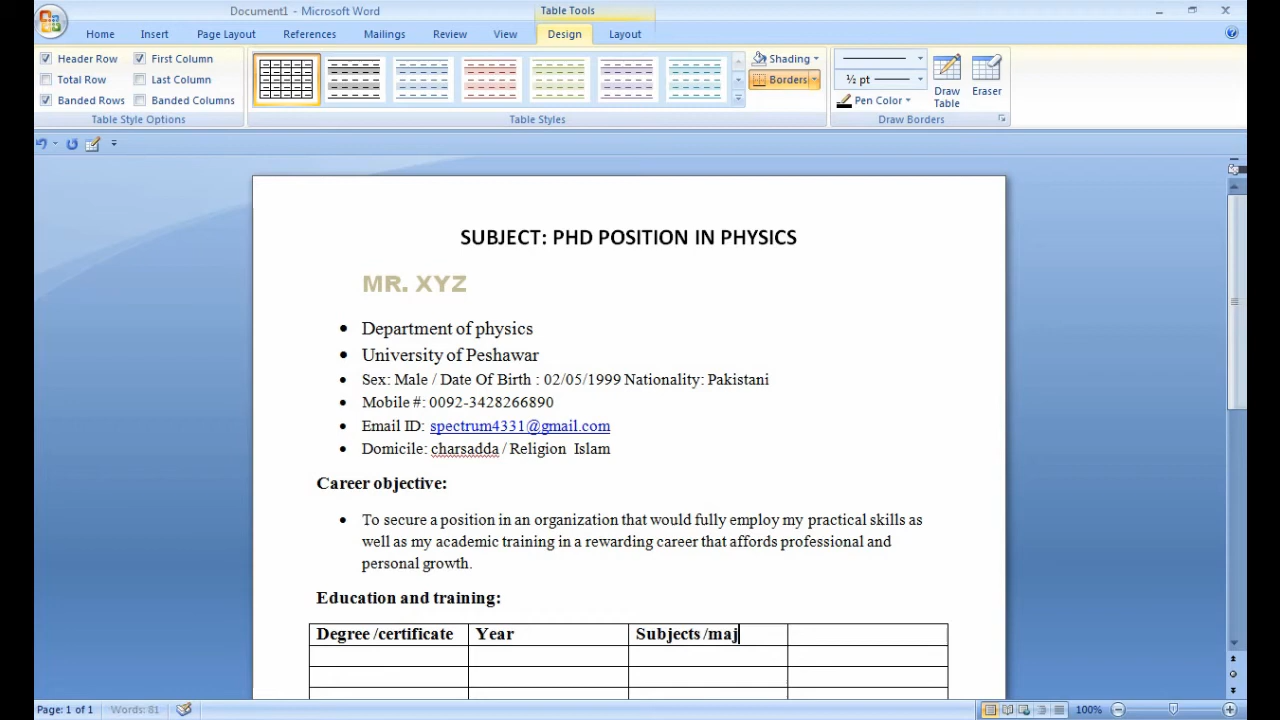 Document1 - Microsoft Word
Table Tools
Home Insert Page Layout References Mailings Review View Design Layout
Header Row First Column
Total Row Last Column
Banded Rows Banded Columns
Table Style Options
Table Styles
Shading
Borders
½ pt
Pen Color
Draw Table
Eraser
Draw Borders
SUBJECT: PHD POSITION IN PHYSICS
MR. XYZ
• Department of physics
• University of Peshawar
• Sex: Male / Date Of Birth : 02/05/1999 Nationality: Pakistani
• Mobile #: 0092-3428266890
• Email ID: spectrum4331@gmail.com
• Domicile: charsadda / Religion Islam
Career objective:
• To secure a position in an organization that would fully employ my practical skills as
well as my academic training in a rewarding career that affords professional and
personal growth.
Education and training:
Degree /certificate Year Subjects /maj
Page: 1 of 1 Words: 81 100%